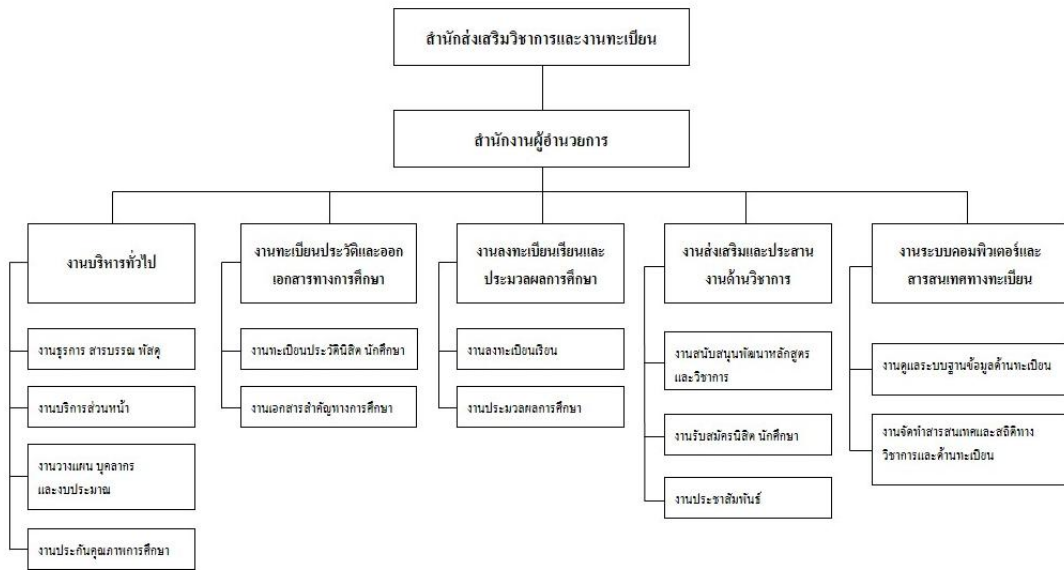 สำนักส่งเสริมวิชาการและงานทะเบียน
สำนักงานผู้อำนวยการ
งานบริหารทั่วไป
งานธุรการ สารบรรณ พัสดุ
งานบริการส่วนหน้า
งานวางแผน บุคลากร
และงบประมาณ
งานประกันคุณภาพการศึกษา
งานทะเบียนประวัติและออก
เอกสารทางการศึกษา
งานทะเบียนประวัตินิสิต นักศึกษา
งานเอกสารสำคัญทางการศึกษา
งานลงทะเบียนเรียนและ
ประมวลผลการศึกษา
งานลงทะเบียนเรียน
งานประมวลผลการศึกษา
งานส่งเสริมและประสาน
งานด้านวิชาการ
งานสนับสนุนพัฒนาหลักสูตร
และวิชาการ
งานรับสมัครนิสิต นักศึกษา
งานประชาสัมพันธ์
งานระบบคอมพิวเตอร์และ
สารสนเทศทางทะเบียน
งานดูแลระบบฐานข้อมูลด้านทะเบียน
งานจัดทำสารสนเทศและสถิติทาง
วิชาการและด้านทะเบียน